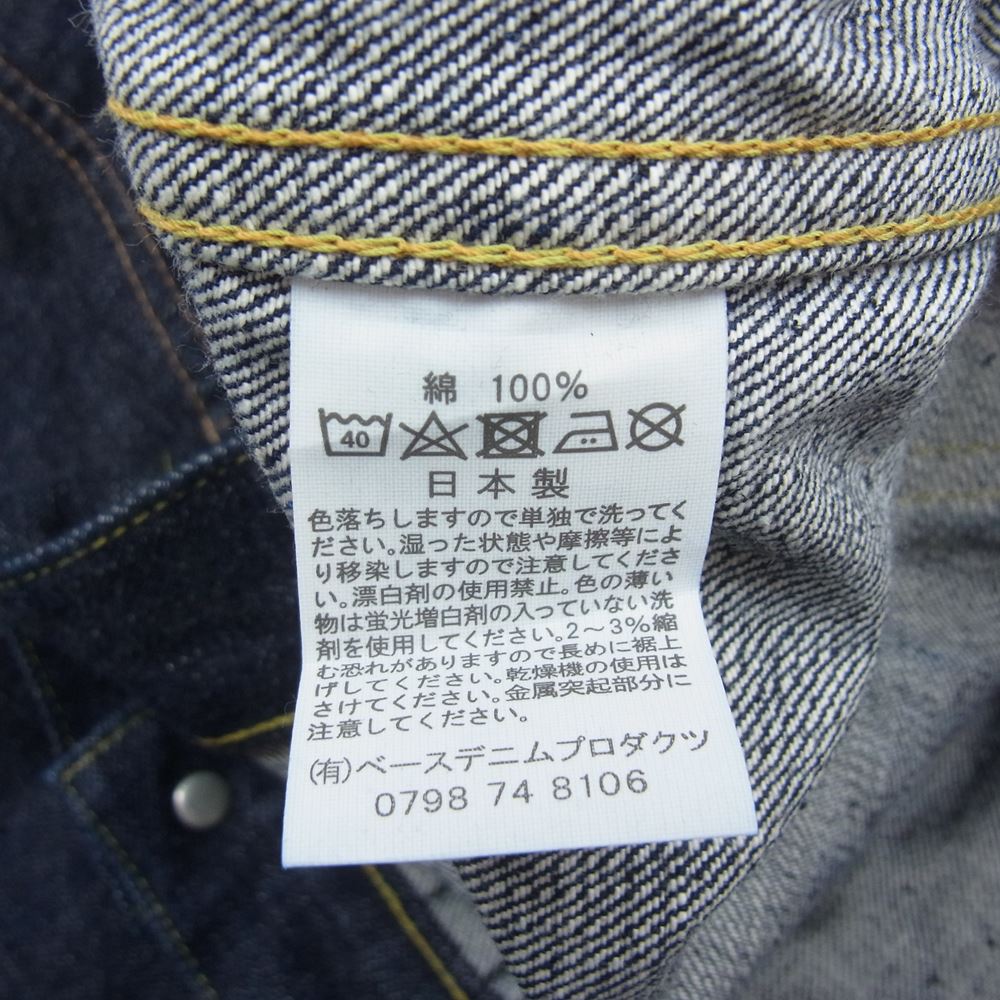 綿 100%
40
日本製
色落ちしますので単独で洗ってく
ださい。湿った状態や摩擦等によ
り移染しますので注意してくださ
い。漂白剤の使用禁止。色の薄い
物は蛍光増白剤の入っていない洗
剤を使用してください。2～3%縮
む恐れがありますので長めに裾上
げしてください。乾燥機の使用は
さけてください。金属突起部分に
注意してください。
(有)ベースデニムプロダクツ
0798 74 8106